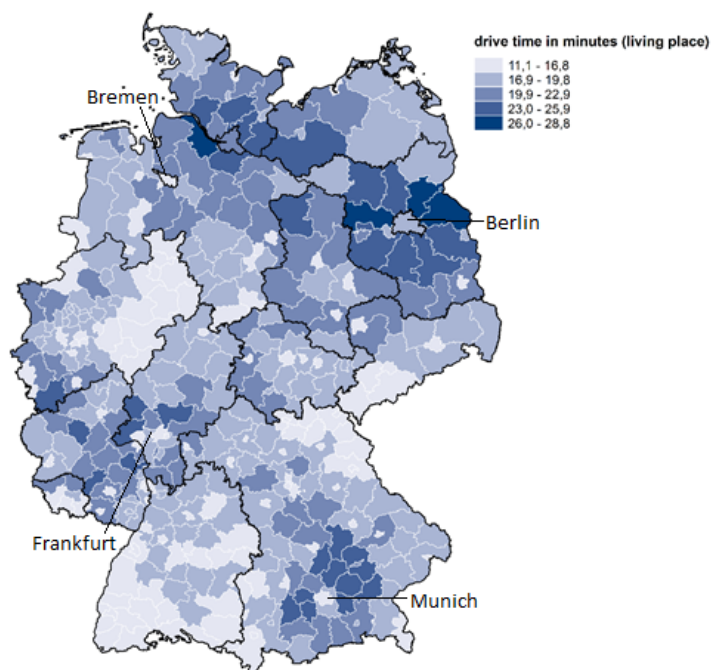 drive time in minutes (living place)
11,1 - 16,8
16,9 - 19,8
19,9 - 22,9
23,0 - 25,9
26,0 - 28,8
Bremen
Berlin
Frankfurt
Munich